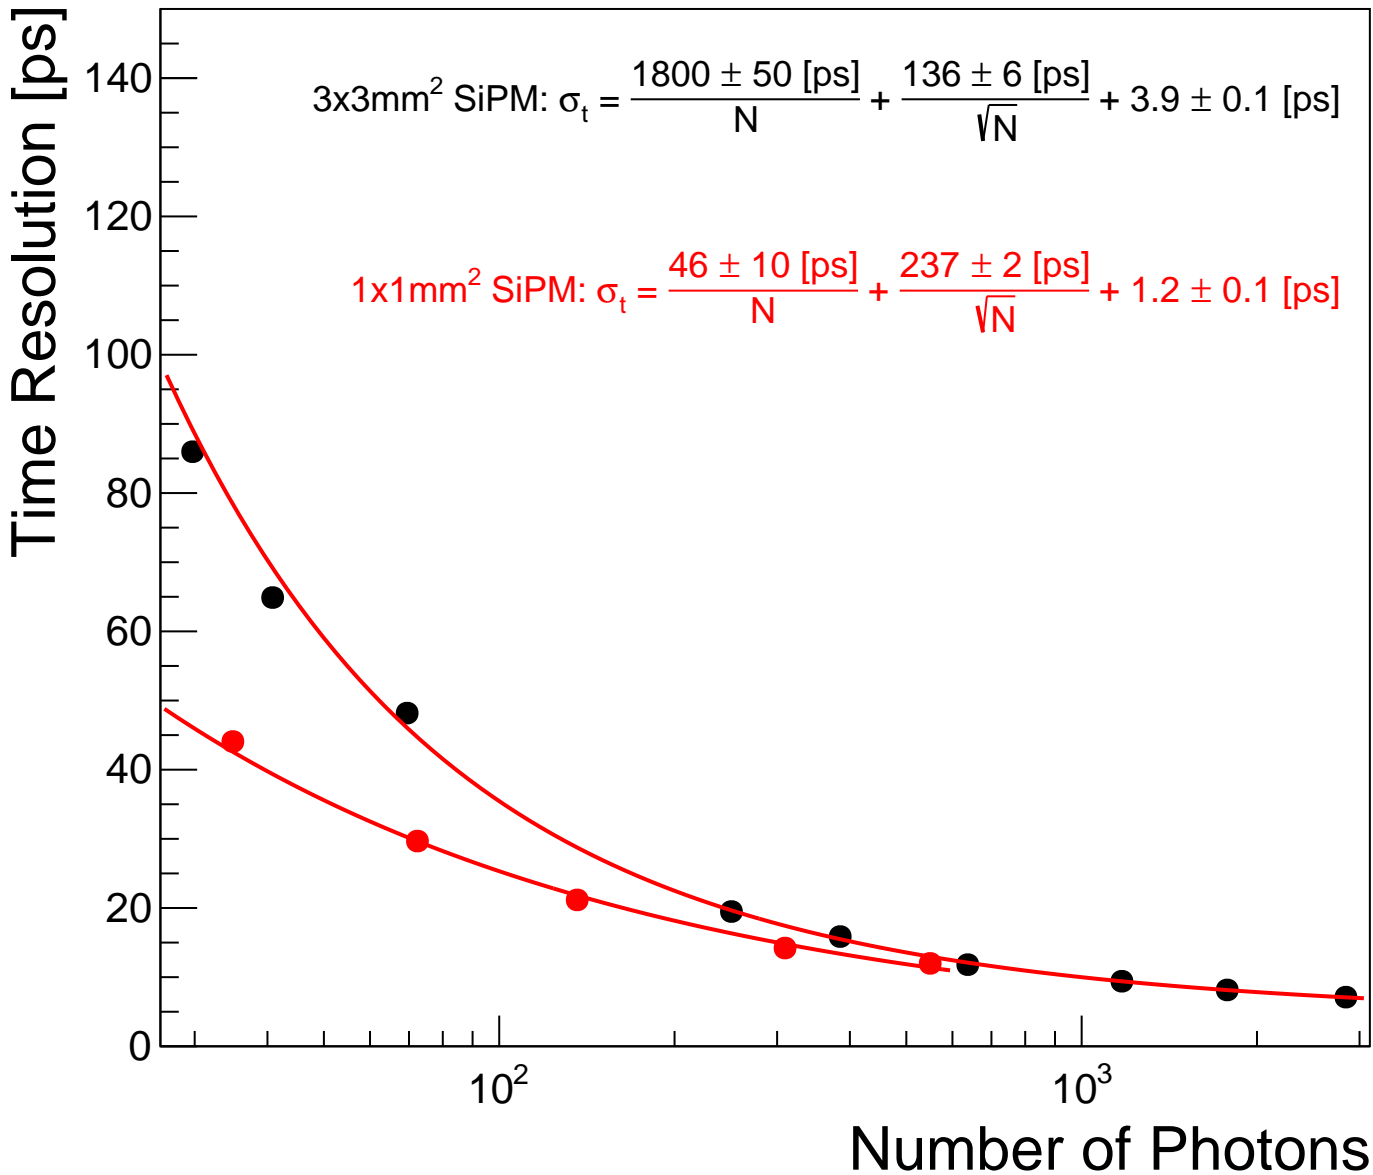 Time Resolution [ps]
140
120
100
80
60
40
20
0
3x3mm² SiPM: σₜ = 1800 ± 50 [ps] / N + 136 ± 6 [ps] / √N + 3.9 ± 0.1 [ps]
1x1mm² SiPM: σₜ = 46 ± 10 [ps] / N + 237 ± 2 [ps] / √N + 1.2 ± 0.1 [ps]
10² 10³
Number of Photons